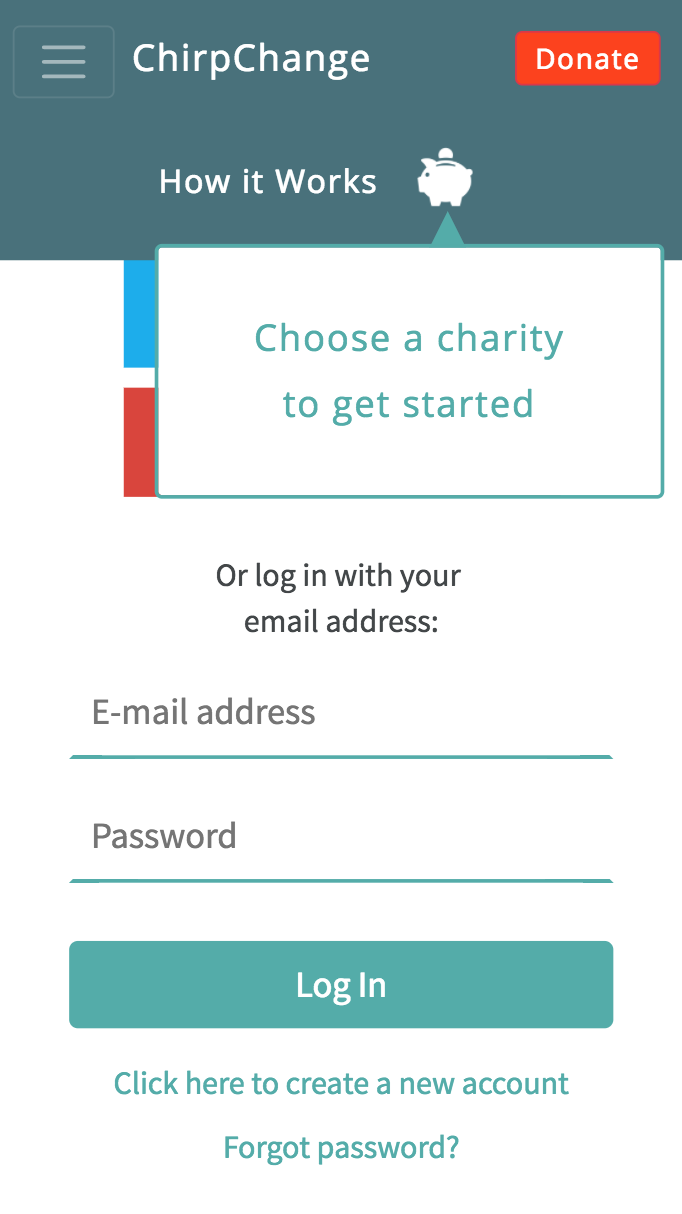 ChirpChange
Donate
How it Works
Choose a charity
to get started
Or log in with your
email address:
E-mail address
Password
Log In
Click here to create a new account
Forgot password?